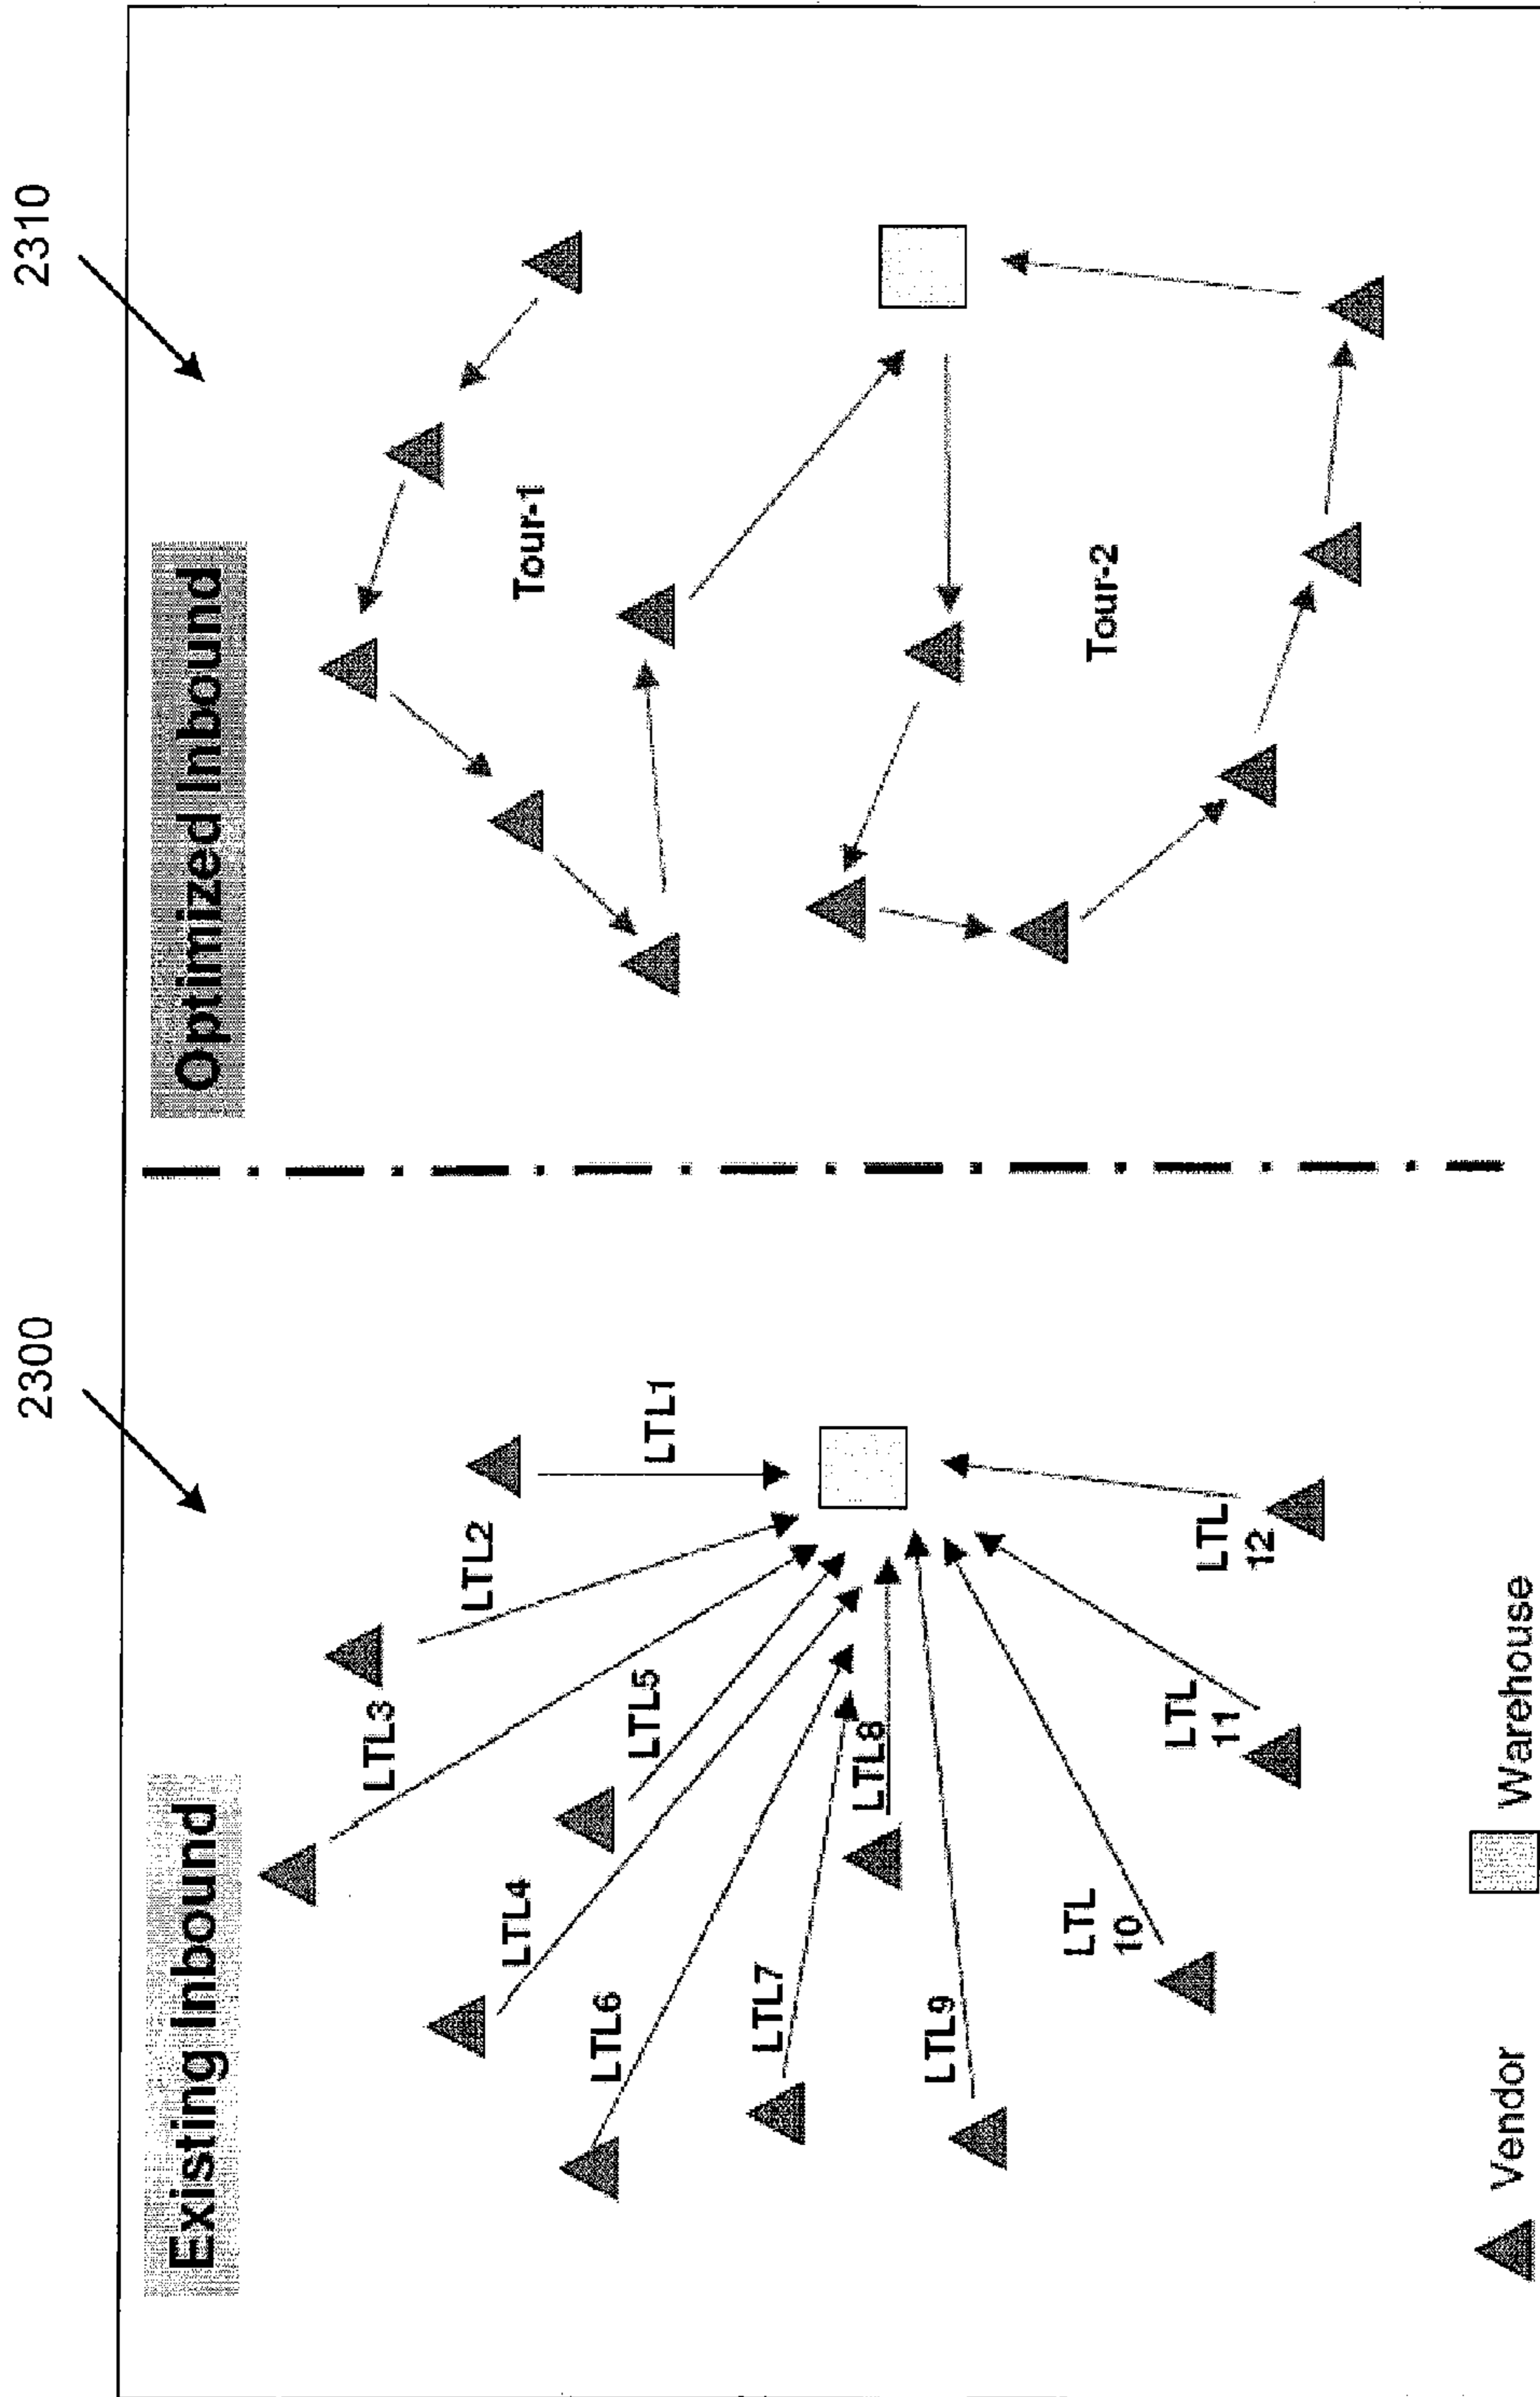 2300
2310
Existing Inbound
Optimized Inbound
LTL1
LTL2
LTL3
LTL4
LTL5
LTL6
LTL7
LTL8
LTL9
LTL
10
LTL
11
LTL
12
Tour-1
Tour-2
Vendor
Warehouse